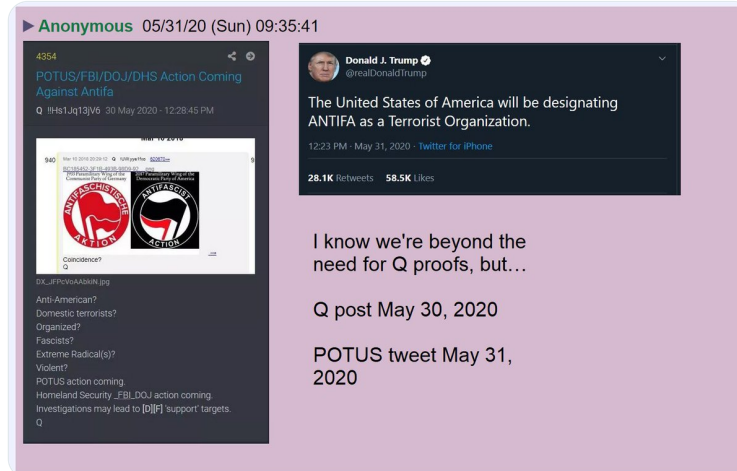 Anonymous 05/31/20 (Sun) 09:35:41
4354
POTUS/FBI/DOJ/DHS Action Coming
Against Antifa
Q !!Hs1Jq13jV6 30 May 2020 - 12:28:45 PM
940
Coincidence?
Q
ANTIFASCHISTISCHE
AKTION
ANTIFASCIST
ACTION
DX_JFPcVoAAbkiN.jpg
Anti-American?
Domestic terrorists?
Organized?
Fascists?
Extreme Radical(s)?
Violent?
POTUS action coming.
Homeland Security _FBI_DOJ action coming.
Investigations may lead to [D][F] 'support' targets.
Q
Donald J. Trump
@realDonaldTrump
The United States of America will be designating
ANTIFA as a Terrorist Organization.
12:23 PM · May 31, 2020 · Twitter for iPhone
28.1K Retweets 58.5K Likes
I know we're beyond the
need for Q proofs, but...
Q post May 30, 2020
POTUS tweet May 31,
2020